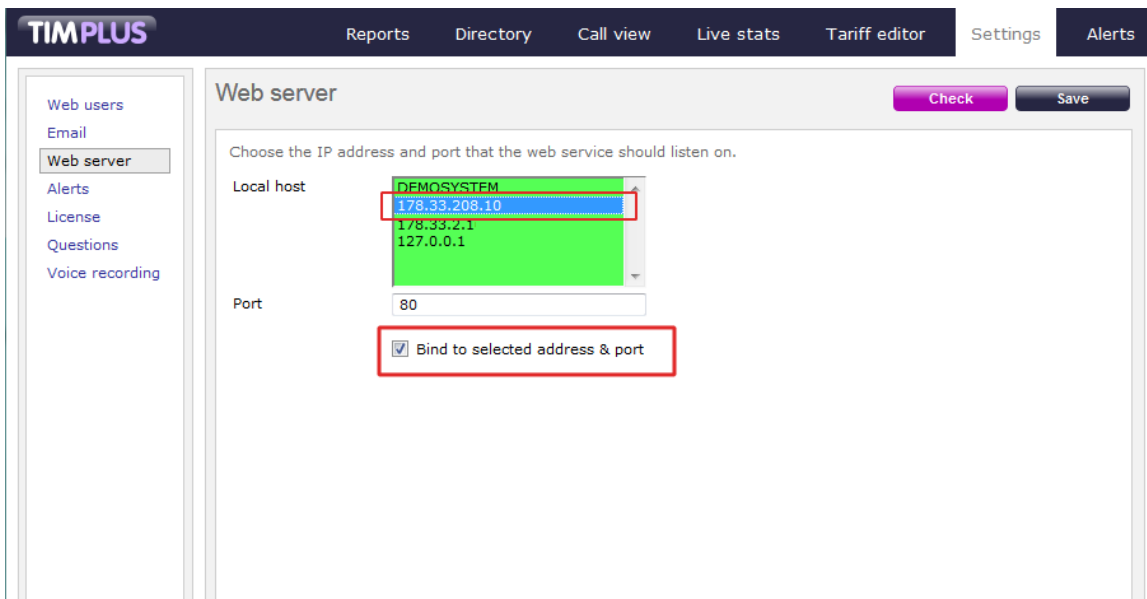 TIMPLUS
Reports Directory Call view Live stats Tariff editor Settings Alerts
Web users
Email
Web server
Alerts
License
Questions
Voice recording
Web server
Check Save
Choose the IP address and port that the web service should listen on.
Local host
DEMOSYSTEM
178.33.208.10
178.33.2.1
127.0.0.1
Port 80
Bind to selected address & port